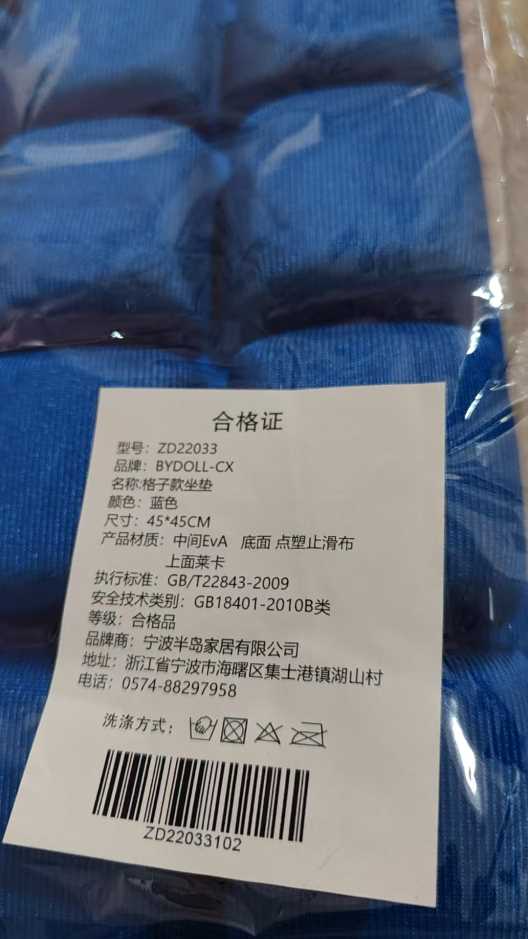 合格证
型号：ZD22033
品牌：BYDOLL-CX
名称:格子款坐垫
颜色：蓝色
尺寸：45*45CM
产品材质：中间EvA 底面 点塑止滑布
上面莱卡
执行标准：GB/T22843-2009
安全技术类别：GB18401-2010B类
等级：合格品
品牌商：宁波半岛家居有限公司
地址：浙江省宁波市海曙区集士港镇湖山村
电话：0574-88297958
洗涤方式：
ZD22033102